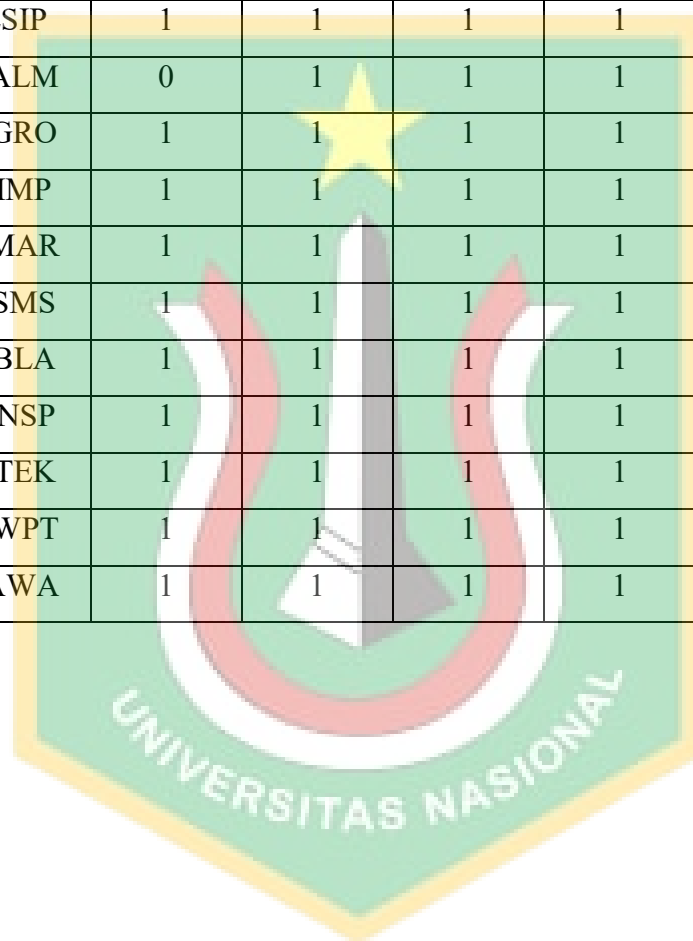 SIP 1 1 1 1
ALM 0 1 1 1
GRO 1 1 1 1
IMP 1 1 1 1
MAR 1 1 1 1
SMS 1 1 1 1
BLA 1 1 1 1
NSP 1 1 1 1
TEK 1 1 1 1
WPT 1 1 1 1
AWA 1 1 1 1
UNIVERSITAS NASIONAL